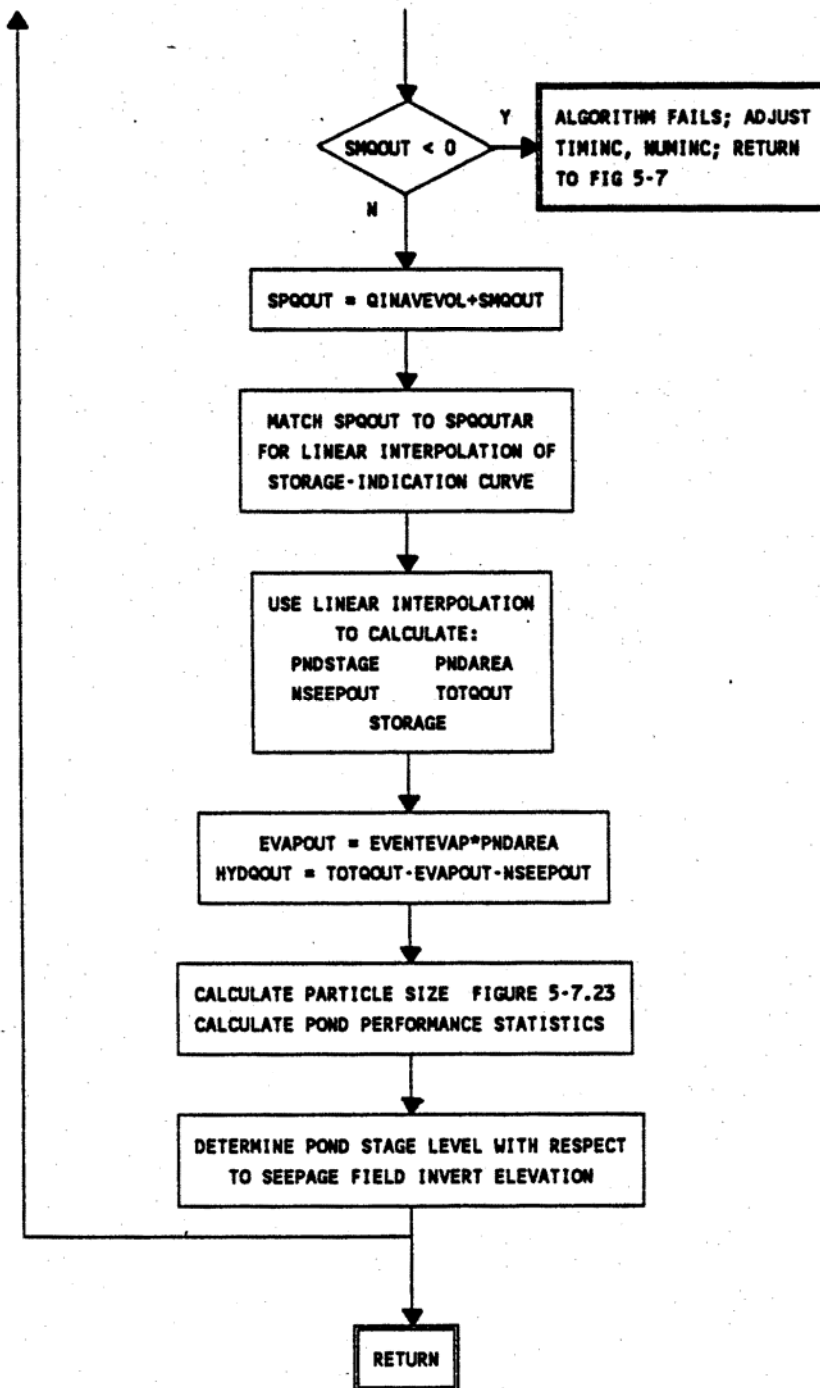 SMQOUT < 0
Y
ALGORITHM FAILS; ADJUST
TIMINC, NUMINC; RETURN
TO FIG 5-7
N
SPQOUT = QINAVEVOL+SMQOUT
MATCH SPQOUT TO SPQOUTAR
FOR LINEAR INTERPOLATION OF
STORAGE-INDICATION CURVE
USE LINEAR INTERPOLATION
TO CALCULATE:
PNDSTAGE PNDAREA
NSEEPOUT TOTQOUT
STORAGE
EVAPOUT = EVENTEVAP*PNDAREA
HYDQOUT = TOTQOUT-EVAPOUT-NSEEPOUT
CALCULATE PARTICLE SIZE FIGURE 5-7.23
CALCULATE POND PERFORMANCE STATISTICS
DETERMINE POND STAGE LEVEL WITH RESPECT
TO SEEPAGE FIELD INVERT ELEVATION
RETURN